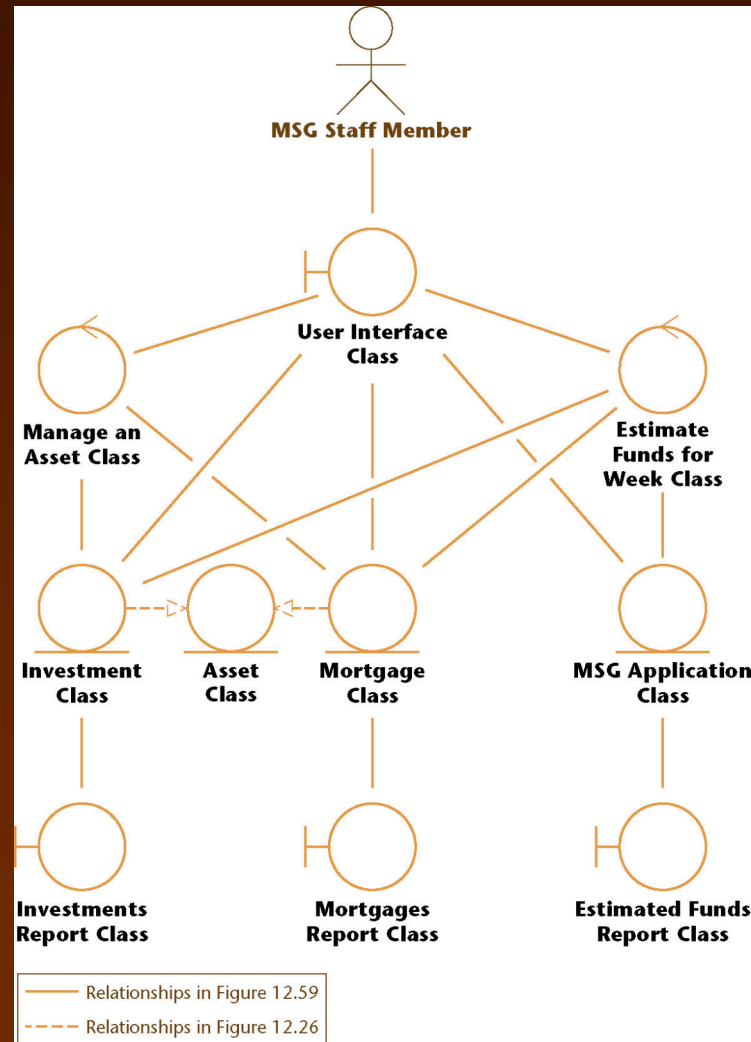 MSG Staff Member
User Interface
Class
Manage an
Asset Class
Estimate
Funds for
Week Class
Investment
Class
Asset
Class
Mortgage
Class
MSG Application
Class
Investments
Report Class
Mortgages
Report Class
Estimated Funds
Report Class
Relationships in Figure 12.59
Relationships in Figure 12.26